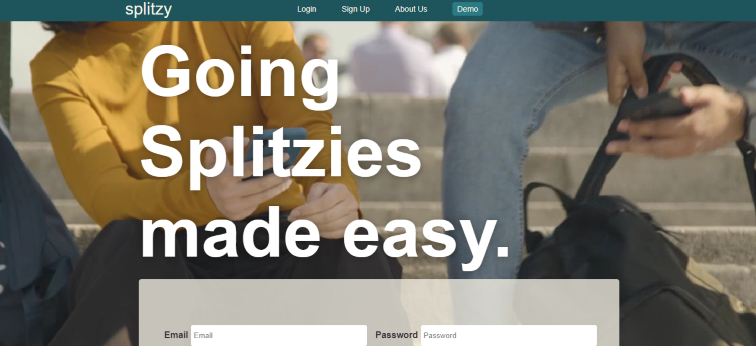 splitzy
Login Sign Up About Us Demo
Going
Splitzies
made easy.
Email Email Password Password